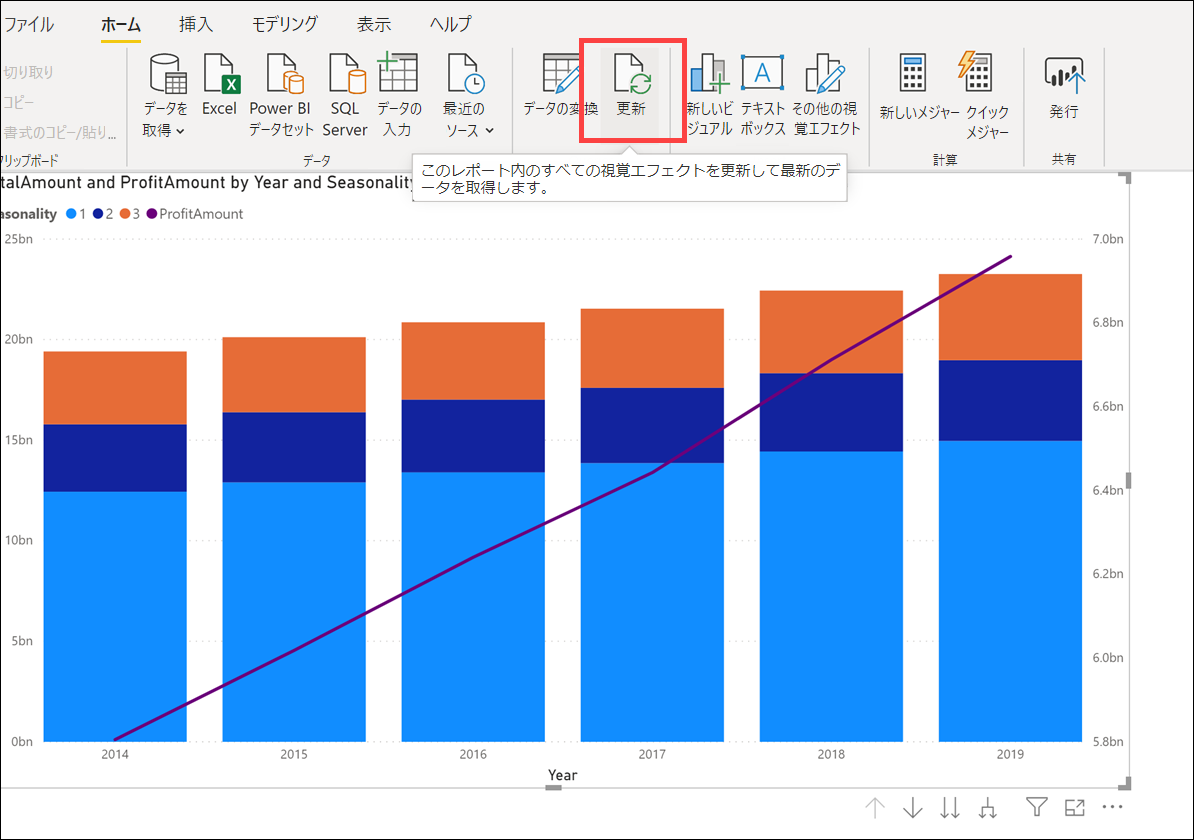 ファイル ホーム 挿入 モデリング 表示 ヘルプ
切り取り
コピー
書式のコピー/貼り...
クリップボード
データを
取得
Excel
Power BI
データセット
SQL
Server
データの
入力
最近の
ソース
データ
データの変換
更新
新しいビ
ジュアル
テキスト
ボックス
その他の視
覚エフェクト
新しいメジャー
クイック
メジャー
計算
発行
共有
このレポート内のすべての視覚エフェクトを更新して最新のデ
ータを取得します。
talAmount and ProfitAmount by Year and Seasonality
asonality 1 2 3 ProfitAmount
25bn
20bn
15bn
10bn
5bn
0bn
7.0bn
6.8bn
6.6bn
6.4bn
6.2bn
6.0bn
5.8bn
2014 2015 2016 2017 2018 2019
Year